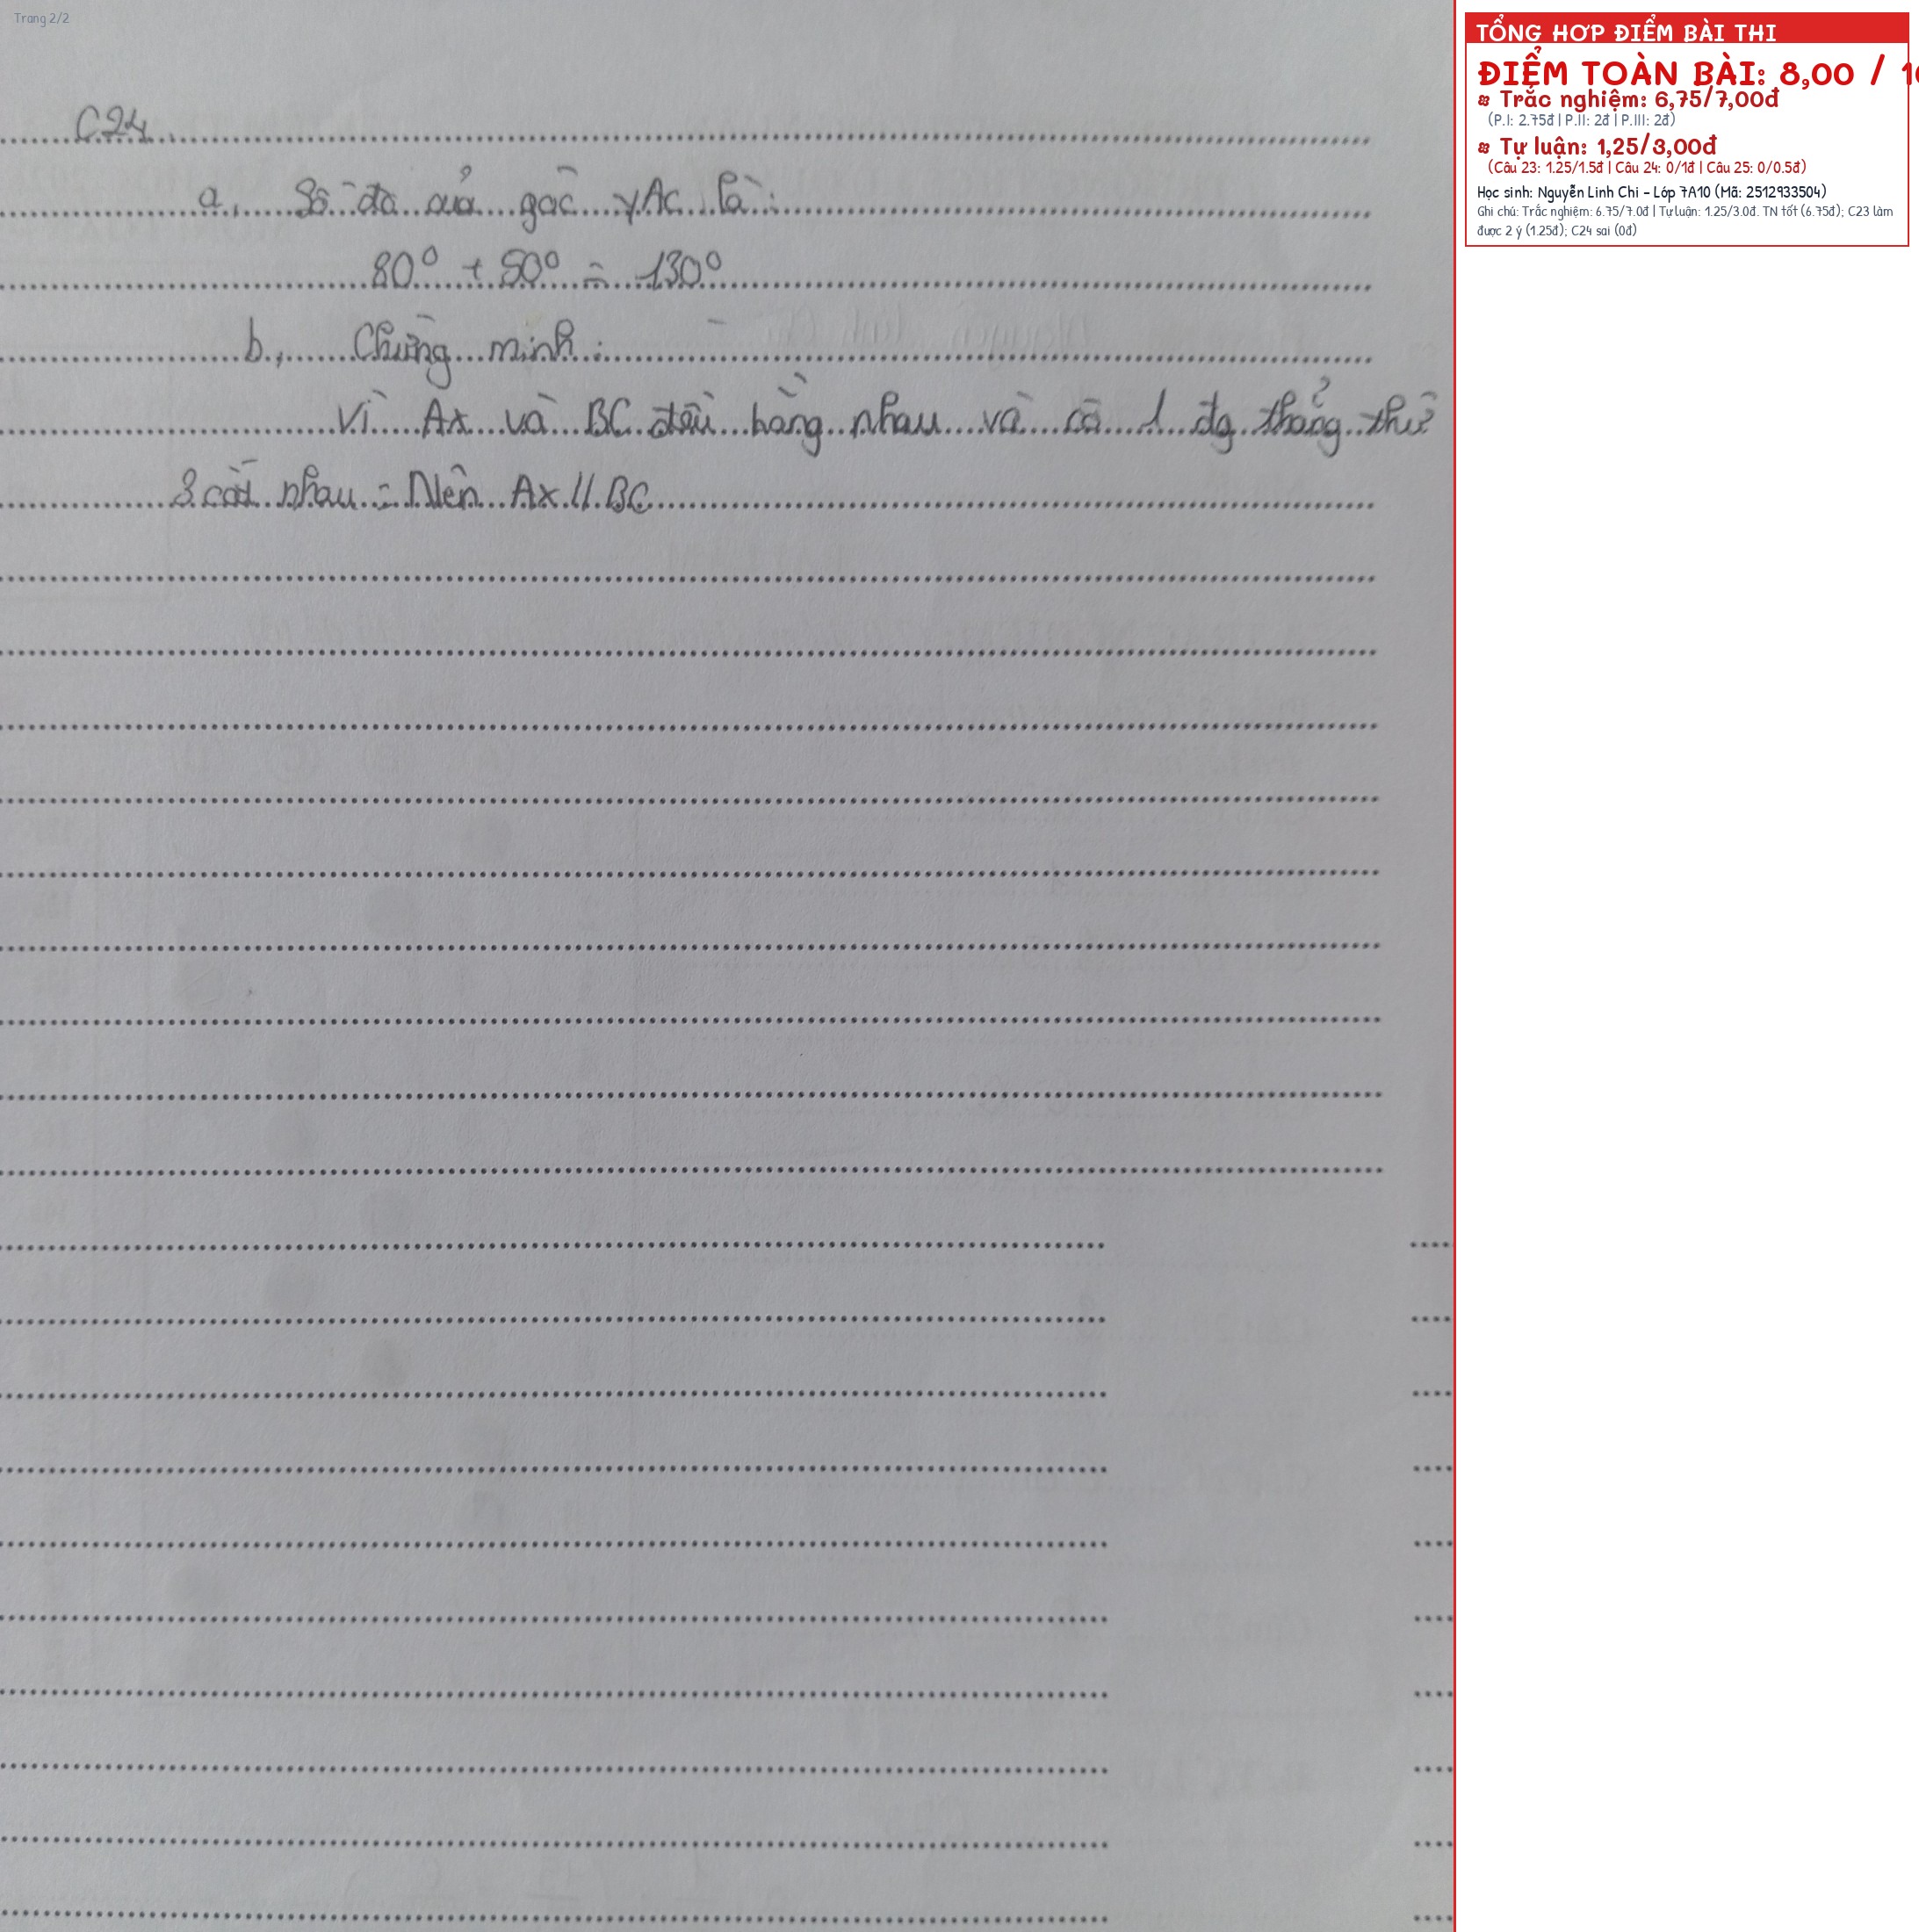 Trang 2/2
C24
a, Số đo của góc yAc là:
80° + 50° = 130°
b, Chứng minh:
Vì Ax và BC đều bằng nhau và có 1 đg thẳng thứ
3 cắt nhau = Nên Ax // BC
TỔNG HỢP ĐIỂM BÀI THI
ĐIỂM TOÀN BÀI: 8,00 / 10
Trắc nghiệm: 6,75/7,00đ
(P.I: 2.75đ | P.II: 2đ | P.III: 2đ)
Tự luận: 1,25/3,00đ
(Câu 23: 1.25/1.5đ | Câu 24: 0/1đ | Câu 25: 0/0.5đ)
Học sinh: Nguyễn Linh Chi - Lớp 7A10 (Mã: 2512933504)
Ghi chú: Trắc nghiệm: 6.75/7.0đ | Tự luận: 1.25/3.0đ. TN tốt (6.75đ); C23 làm
được 2 ý (1.25đ); C24 sai (0đ)